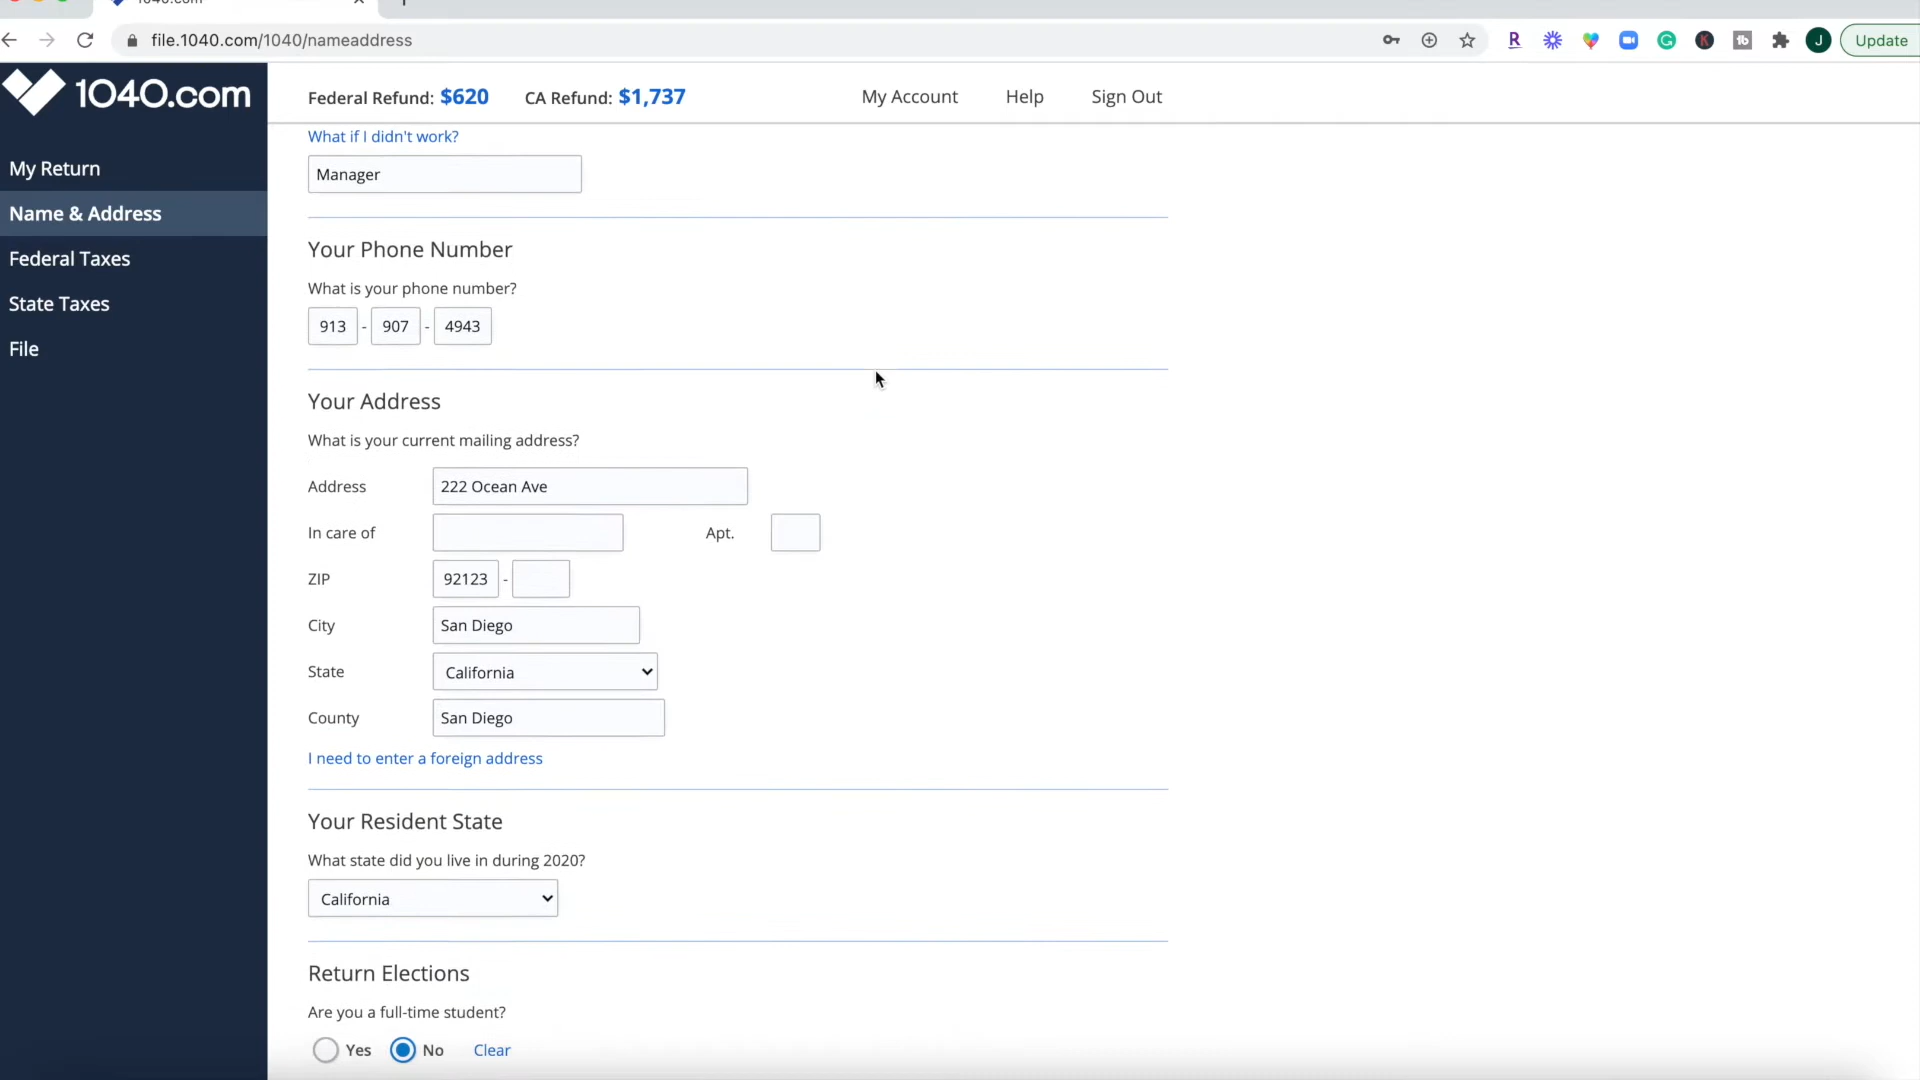 1040.com
file.1040.com/1040/nameaddress
Update
1040.com
Federal Refund: $620 CA Refund: $1,737
My Account Help Sign Out
My Return
Name & Address
Federal Taxes
State Taxes
File
What if I didn't work?
Manager
Your Phone Number
What is your phone number?
913 - 907 - 4943
Your Address
What is your current mailing address?
Address 222 Ocean Ave
In care of Apt.
ZIP 92123 -
City San Diego
State California
County San Diego
I need to enter a foreign address
Your Resident State
What state did you live in during 2020?
California
Return Elections
Are you a full-time student?
Yes No Clear